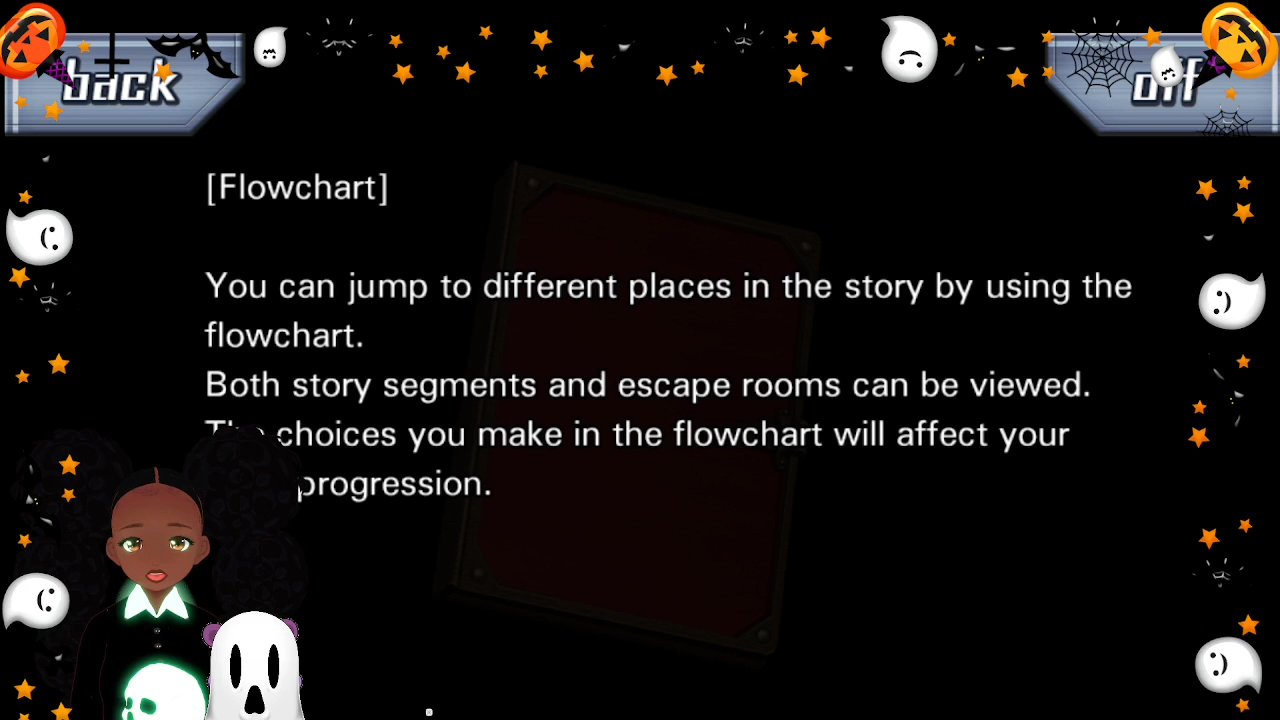 back
off
[Flowchart]
You can jump to different places in the story by using the
flowchart.
Both story segments and escape rooms can be viewed.
The choices you make in the flowchart will affect your
progression.